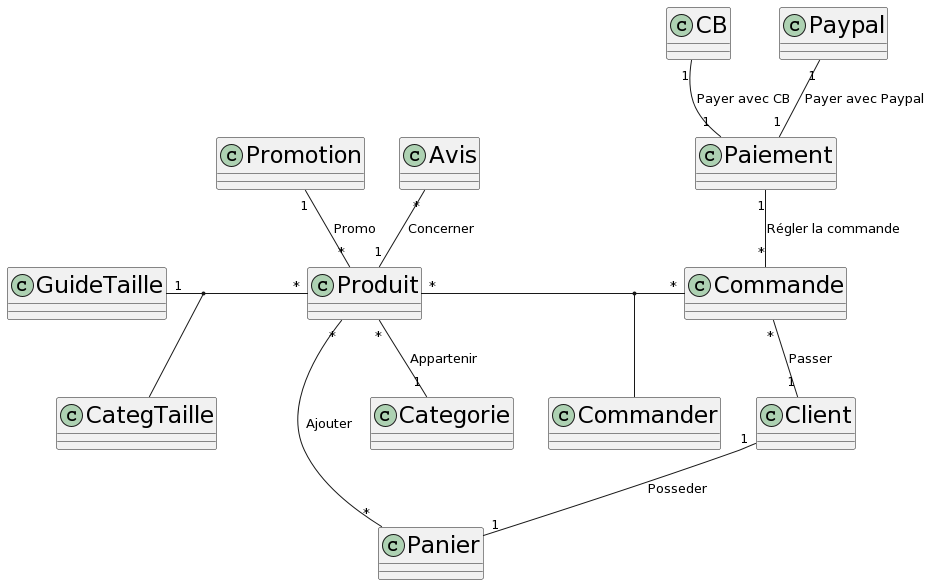 C CB
C Paypal
1
1
Payer avec CB
Payer avec Paypal
1
1
C Promotion
C Avis
C Paiement
1
*
1
Promo
Concerner
Régler la commande
*
1
*
C GuideTaille
1
*
C Produit
*
*
C Commande
*
*
*
Appartenir
Passer
1
1
C CategTaille
C Categorie
C Commander
C Client
Ajouter
1
Posseder
*
1
C Panier